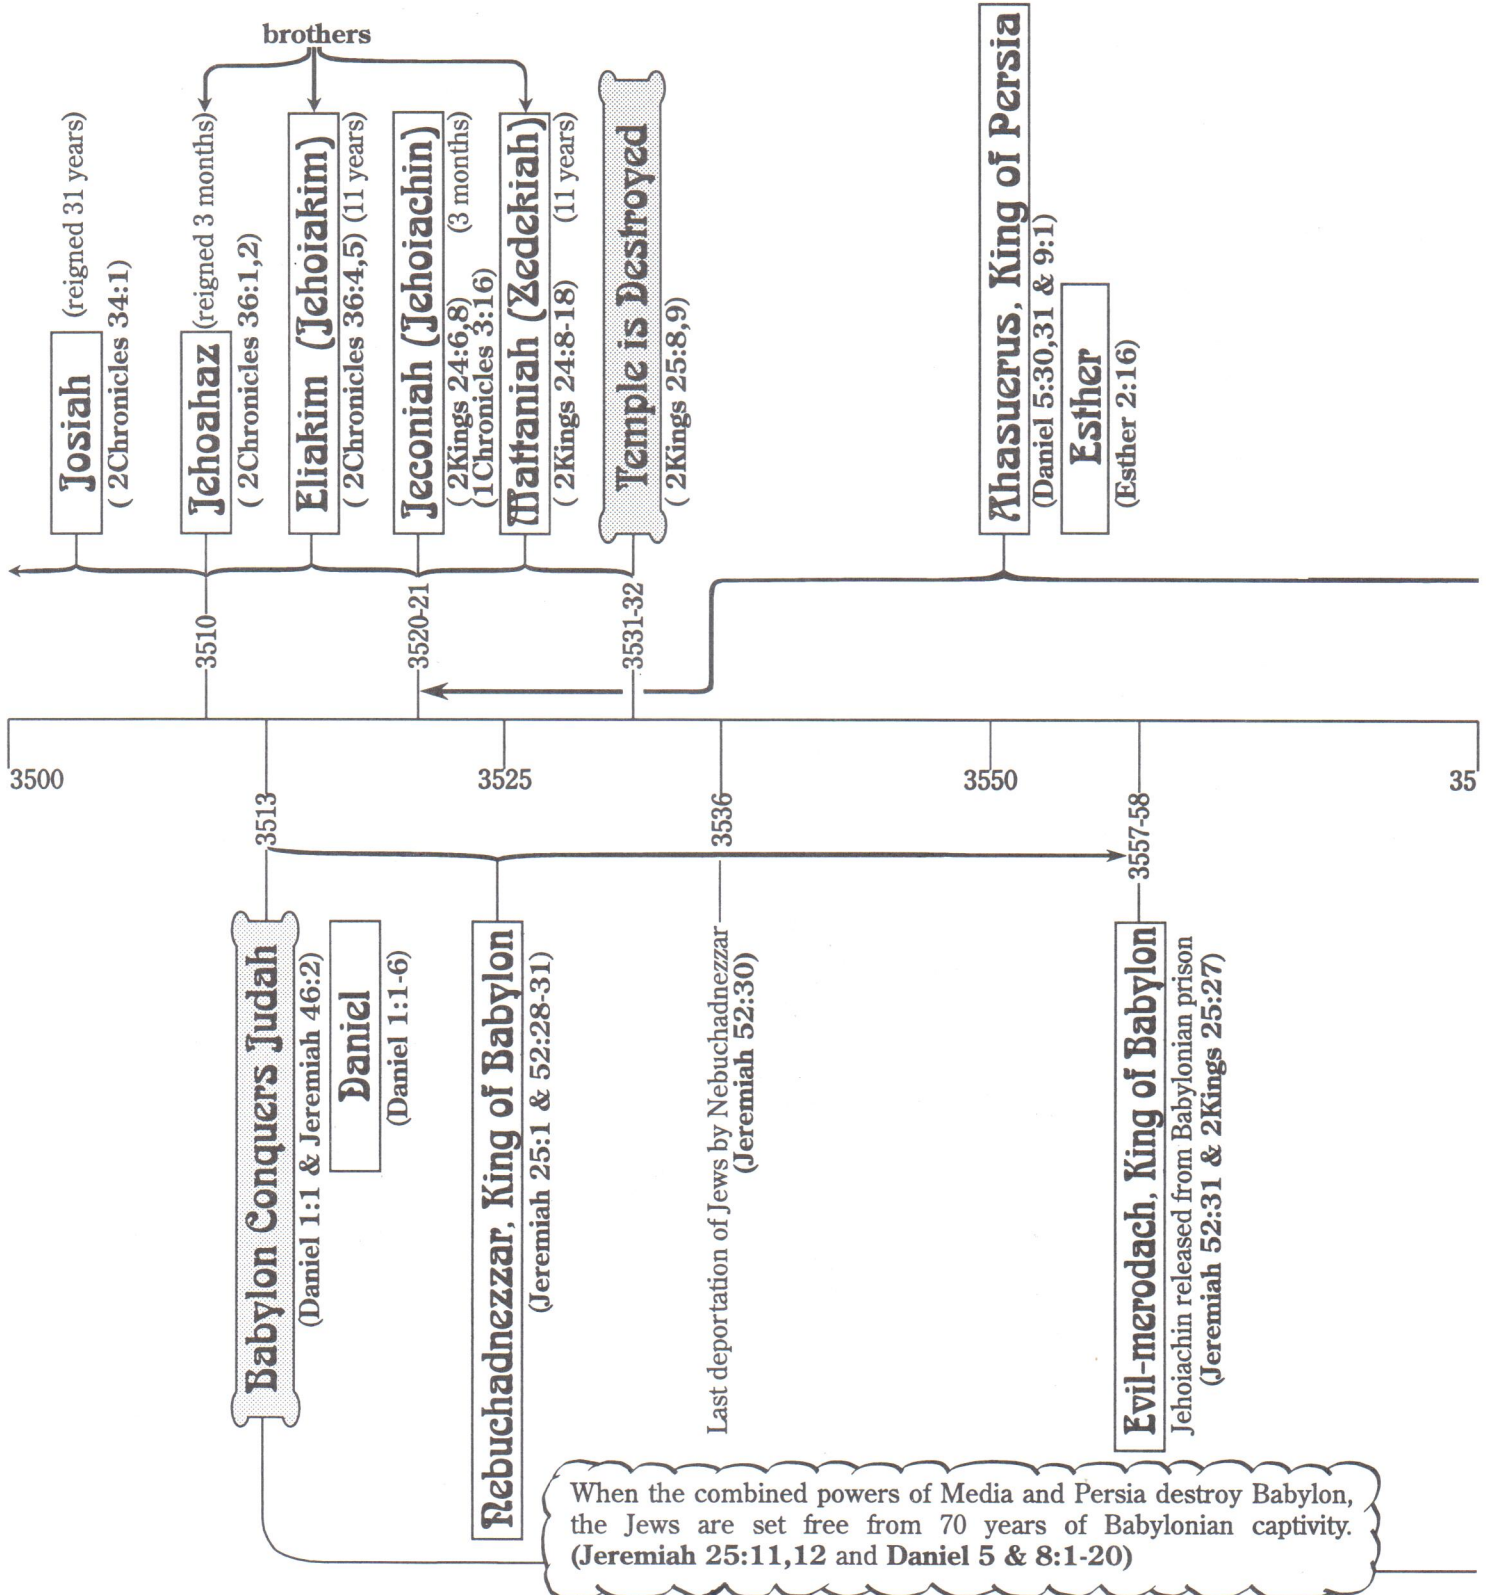 brothers
Josiah
(reigned 31 years)
( 2Chronicles 34:1)
Jehoahaz
(reigned 3 months)
( 2Chronicles 36:1,2)
Eliakim (Jehoiakim)
( 2Chronicles 36:4,5) (11 years)
Jeconiah (Jehoiachin)
( 2Kings 24:6,8)
(3 months)
(1Chronicles 3:16)
Mattaniah (Zedekiah)
( 2Kings 24:8-18)
(11 years)
Temple is Destroyed
( 2Kings 25:8,9)
Ahasuerus, King of Persia
(Daniel 5:30,31 & 9:1)
Esther
(Esther 2:16)
3510
3520-21
3531-32
3500
3525
3550
35
3513
3536
3557-58
Babylon Conquers Judah
(Daniel 1:1 & Jeremiah 46:2)
Daniel
(Daniel 1:1-6)
Nebuchadnezzar, King of Babylon
(Jeremiah 25:1 & 52:28-31)
Last deportation of Jews by Nebuchadnezzar
(Jeremiah 52:30)
Evil-merodach, King of Babylon
Jehoiachin released from Babylonian prison
(Jeremiah 52:31 & 2Kings 25:27)
When the combined powers of Media and Persia destroy Babylon,
the Jews are set free from 70 years of Babylonian captivity.
(Jeremiah 25:11,12 and Daniel 5 & 8:1-20)